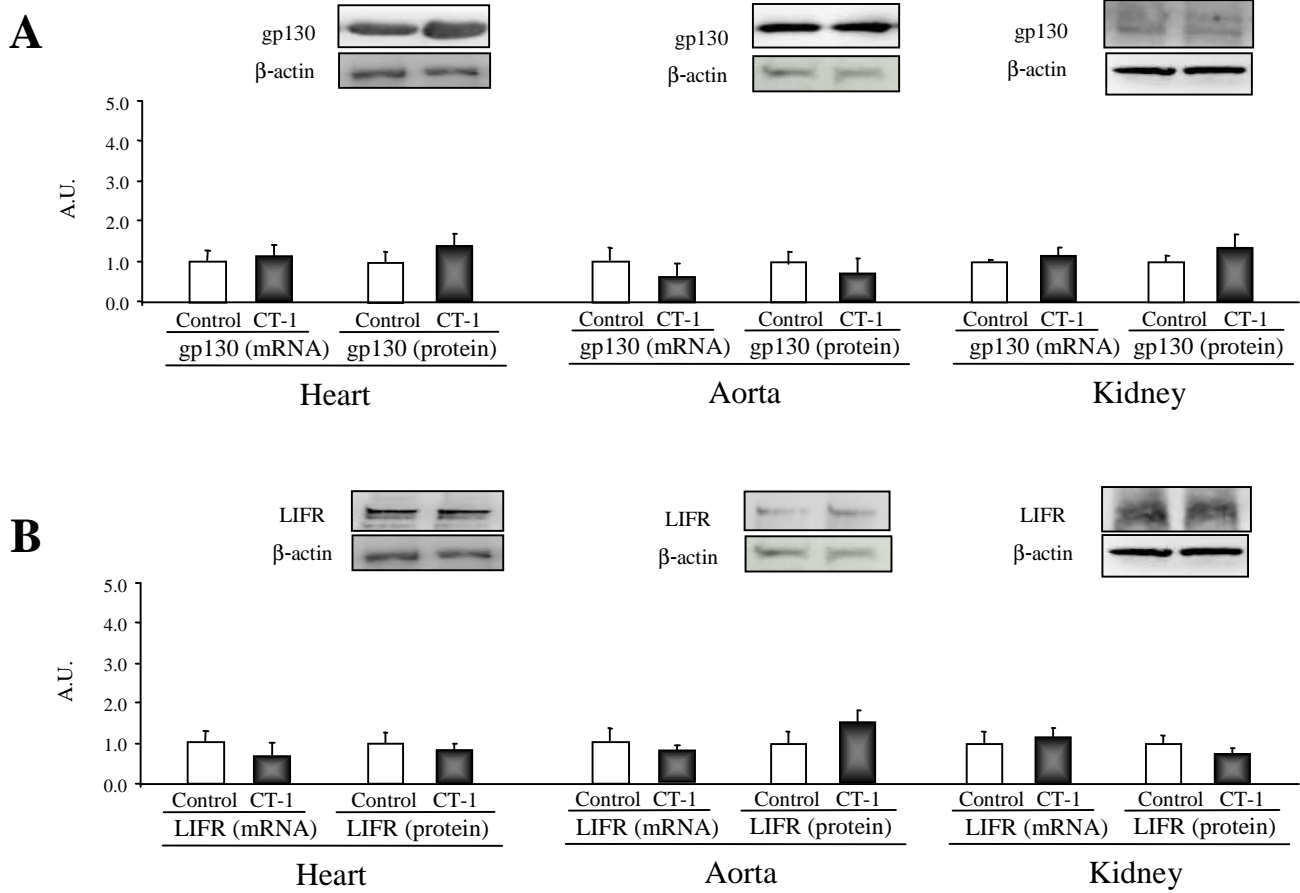 A
gp130
β-actin
gp130
β-actin
gp130
β-actin
5.0
4.0
3.0
2.0
1.0
0.0
A.U.
Control CT-1 Control CT-1 Control CT-1 Control CT-1 Control CT-1 Control CT-1
gp130 (mRNA) gp130 (protein) gp130 (mRNA) gp130 (protein) gp130 (mRNA) gp130 (protein)
Heart Aorta Kidney
B
LIFR
β-actin
LIFR
β-actin
LIFR
β-actin
5.0
4.0
3.0
2.0
1.0
0.0
A.U.
Control CT-1 Control CT-1 Control CT-1 Control CT-1 Control CT-1 Control CT-1
LIFR (mRNA) LIFR (protein) LIFR (mRNA) LIFR (protein) LIFR (mRNA) LIFR (protein)
Heart Aorta Kidney